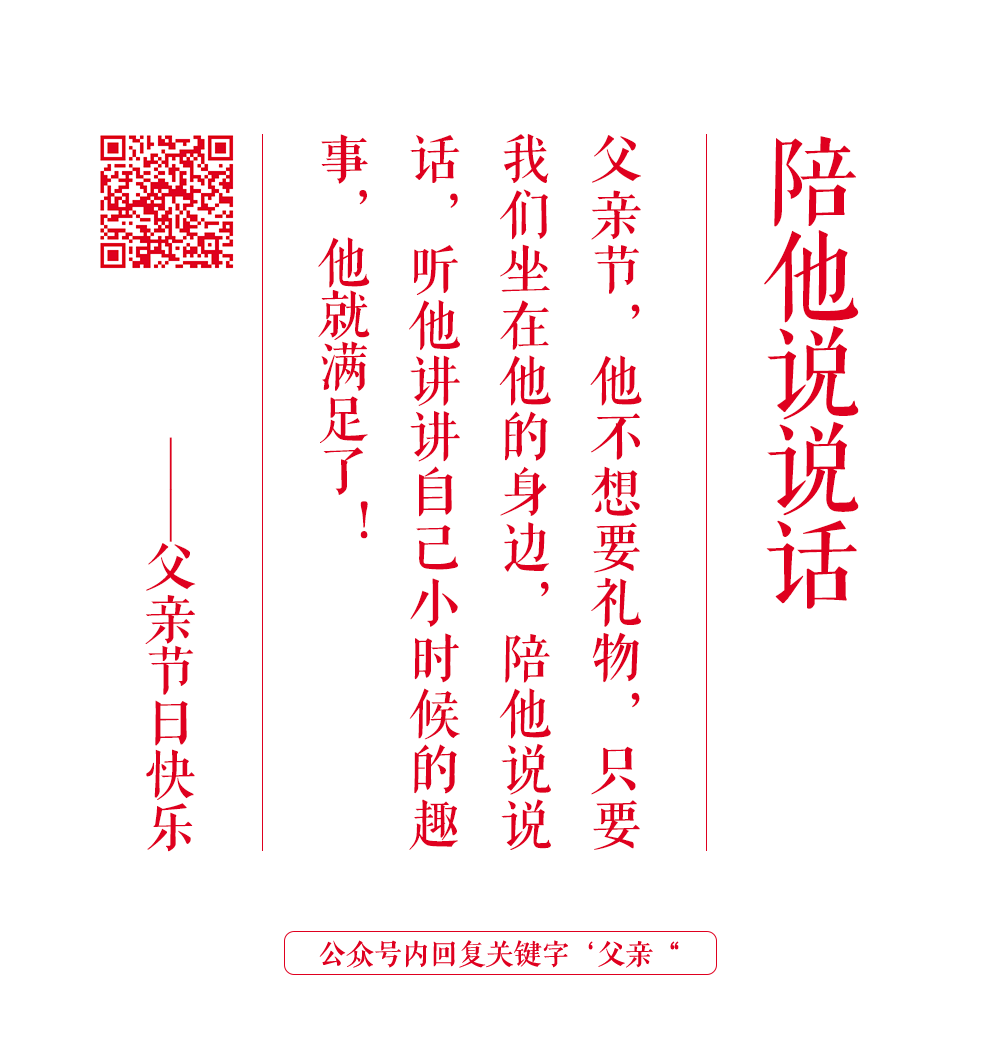 陪他说说话
父亲节，他不想要礼物，只要
我们坐在他的身边，陪他说说
话，听他讲讲自己小时候的趣
事，他就满足了！
——父亲节日快乐
公众号内回复关键字‘父亲“